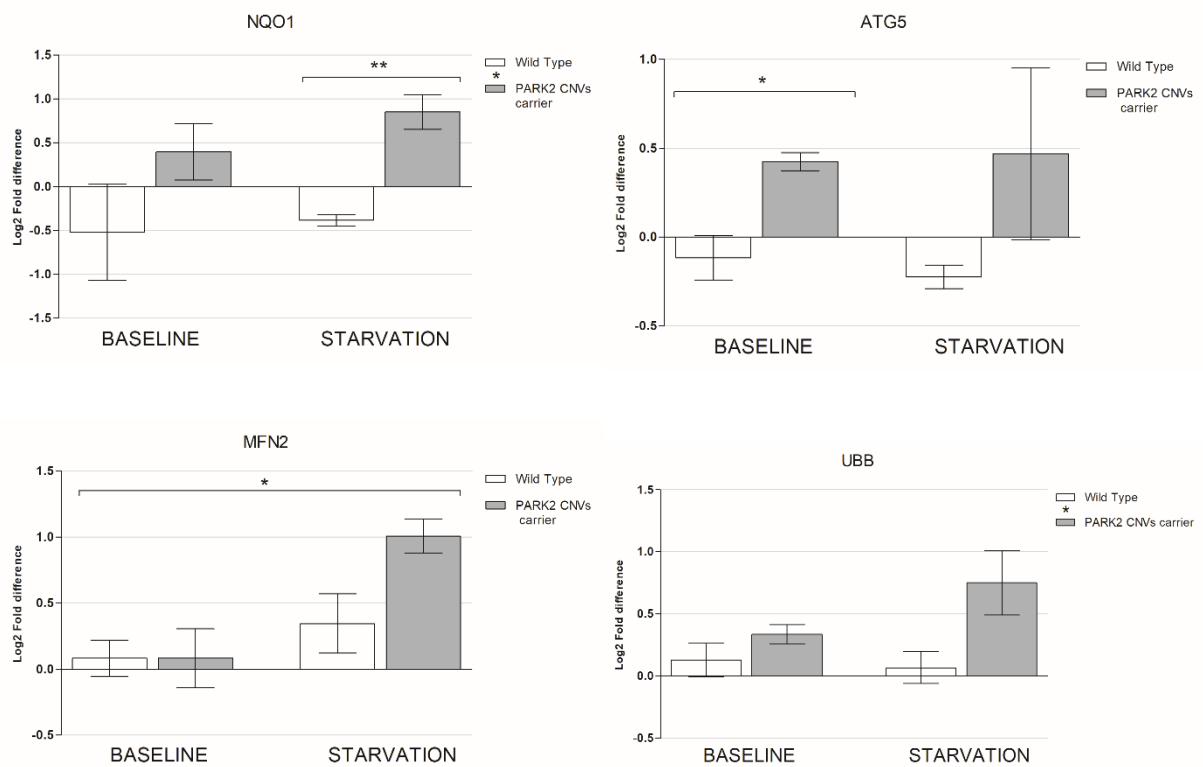 NQO1
Log2 Fold difference
1.5
1.0
0.5
0.0
-0.5
-1.0
-1.5
**
BASELINE
STARVATION
Wild Type
*
PARK2 CNVs
carrier
ATG5
Log2 Fold difference
1.0
0.5
0.0
-0.5
*
BASELINE
STARVATION
Wild Type
PARK2 CNVs
carrier
MFN2
Log2 Fold difference
1.5
1.0
0.5
0.0
-0.5
*
BASELINE
STARVATION
Wild Type
PARK2 CNVs
carrier
UBB
Log2 Fold difference
1.5
1.0
0.5
0.0
-0.5
BASELINE
STARVATION
Wild Type
*
PARK2 CNVs carrier